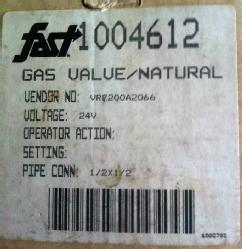 fast 1004612
GAS VALVE/NATURAL
VENDOR NO: VR8200A2066
VOLTAGE: 24V
OPERATOR ACTION:
SETTING:
PIPE CONN: 1/2X1/2